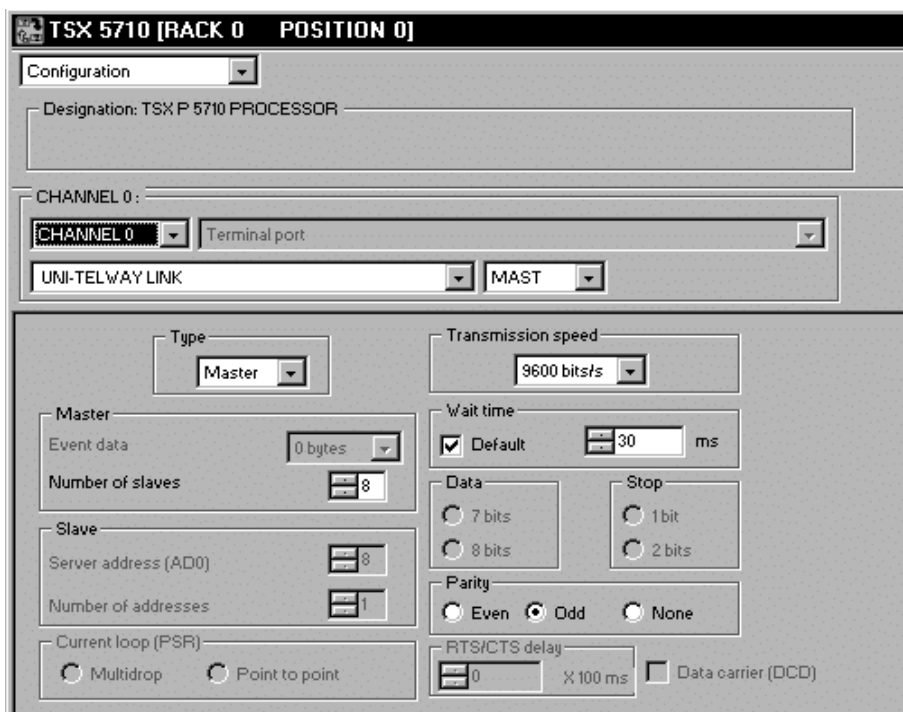 TSX 5710 [RACK 0 POSITION 0]
Configuration
Designation: TSX P 5710 PROCESSOR
CHANNEL 0 :
CHANNEL 0 Terminal port
UNI-TELWAY LINK MAST
Type
Master
Transmission speed
9600 bits/s
Master
Event data 0 bytes
Number of slaves 8
Wait time
Default 30 ms
Slave
Server address (AD0) 8
Number of addresses 1
Data
7 bits
8 bits
Stop
1 bit
2 bits
Parity
Even Odd None
Current loop (PSR)
Multidrop Point to point
RTS/CTS delay
0 X 100 ms
Data carrier (DCD)